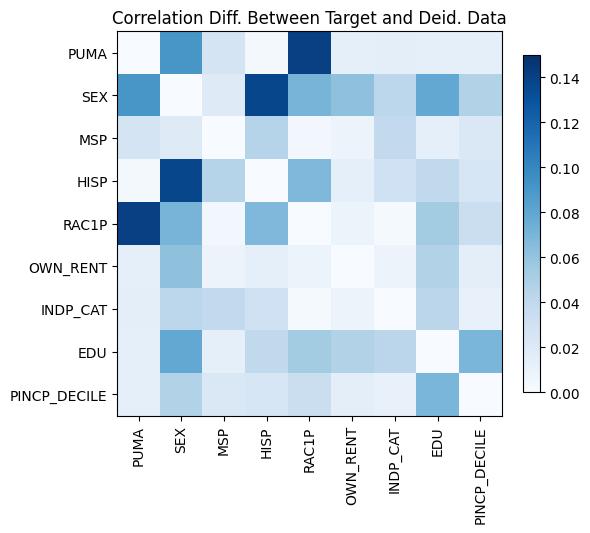 Correlation Diff. Between Target and Deid. Data
PUMA
SEX
MSP
HISP
RAC1P
OWN_RENT
INDP_CAT
EDU
PINCP_DECILE
PUMA
SEX
MSP
HISP
RAC1P
OWN_RENT
INDP_CAT
EDU
PINCP_DECILE
0.14
0.12
0.10
0.08
0.06
0.04
0.02
0.00